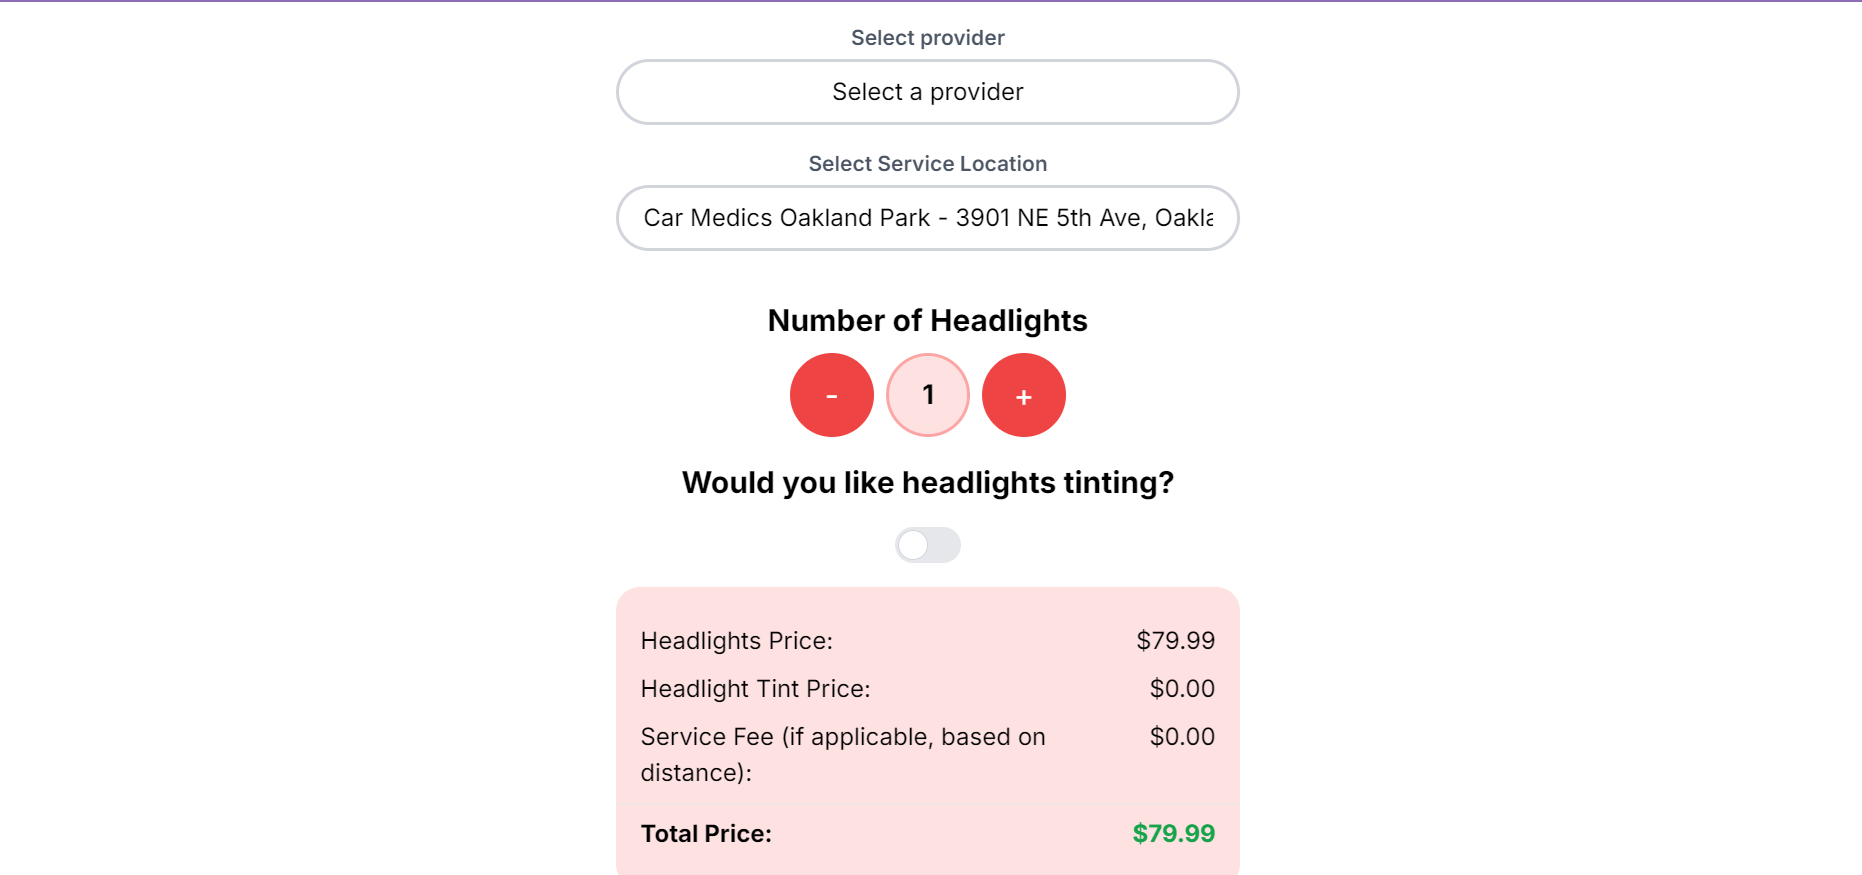 Select provider
Select a provider
Select Service Location
Car Medics Oakland Park - 3901 NE 5th Ave, Oakla
Number of Headlights
- 1 +
Would you like headlights tinting?
Headlights Price: $79.99
Headlight Tint Price: $0.00
Service Fee (if applicable, based on $0.00
distance):
Total Price: $79.99